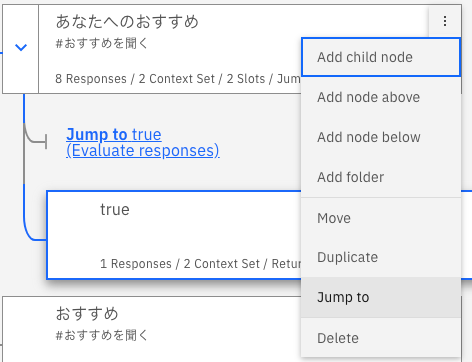 あなたへのおすすめ
#おすすめを聞く
8 Responses / 2 Context Set / 2 Slots / Jum
Jump to true
(Evaluate responses)
true
1 Responses / 2 Context Set / Retur
おすすめ
#おすすめを聞く
Add child node
Add node above
Add node below
Add folder
Move
Duplicate
Jump to
Delete